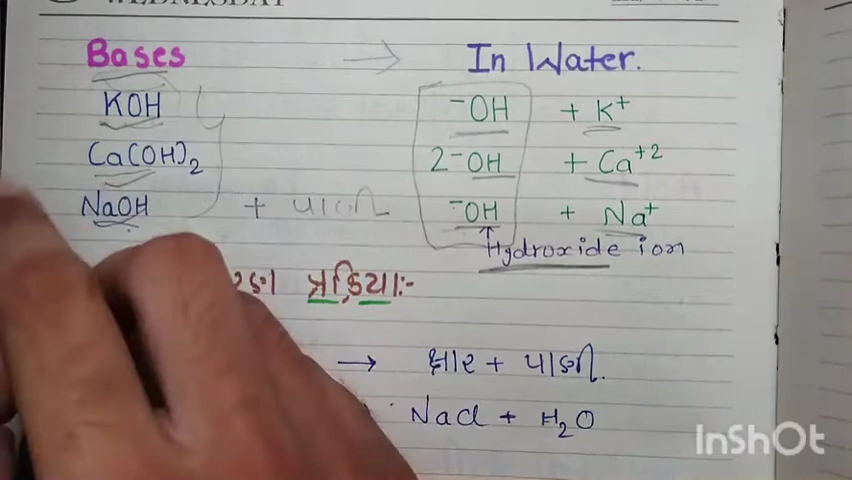 WEDNESDAY
Bases → In Water.
KOH ⁻OH + K⁺
Ca(OH)₂ 2⁻OH + Ca⁺²
NaOH + પાણી ⁻OH + Na⁺
Hydroxide ion
→ ક્ષાર + પાણી.
NaCl + H₂O
InShOt